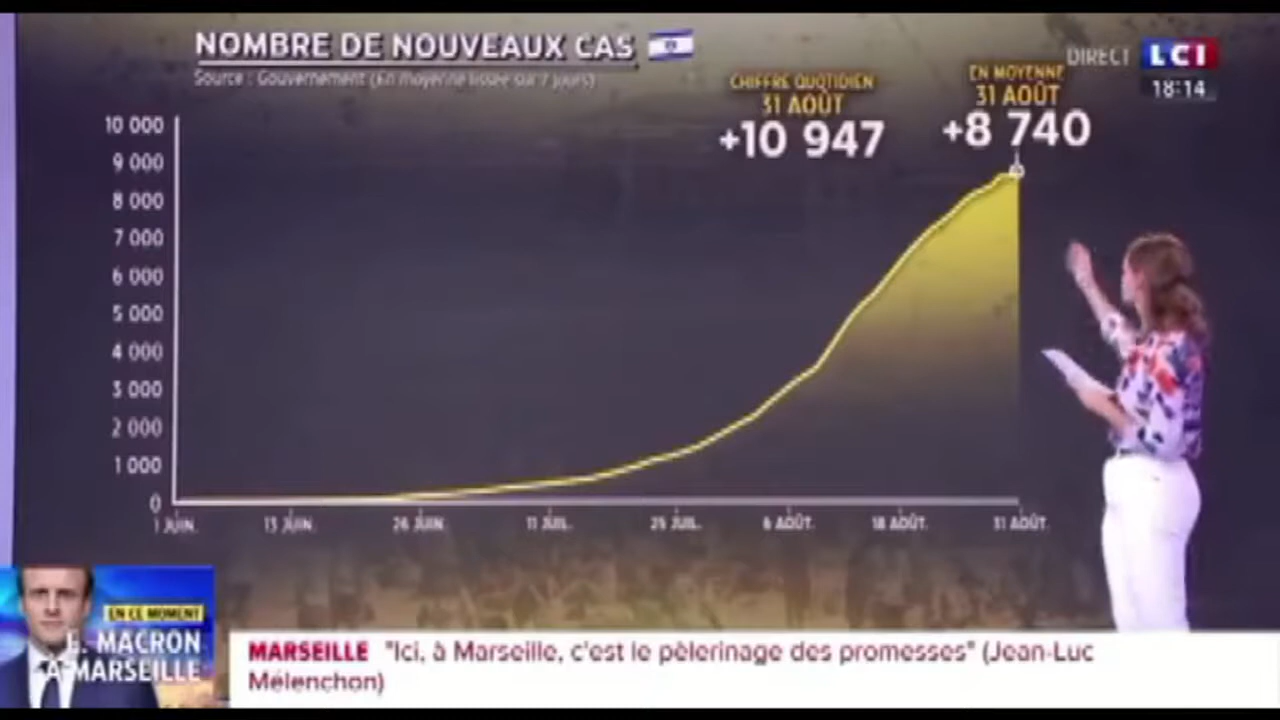 NOMBRE DE NOUVEAUX CAS
Source : Gouvernement (En moyenne lissée sur 7 jours)
DIRECT LCI
18:14
CHIFFRE QUOTIDIEN
31 AOÛT
+10 947
EN MOYENNE
31 AOÛT
+8 740
10 000
9 000
8 000
7 000
6 000
5 000
4 000
3 000
2 000
1 000
0
1 JUIN. 13 JUIN. 26 JUIN. 11 JUIL. 25 JUIL. 6 AOÛT. 18 AOÛT. 31 AOÛT.
EN CE MOMENT
E. MACRON
À MARSEILLE
MARSEILLE "Ici, à Marseille, c'est le pèlerinage des promesses" (Jean-Luc
Mélenchon)